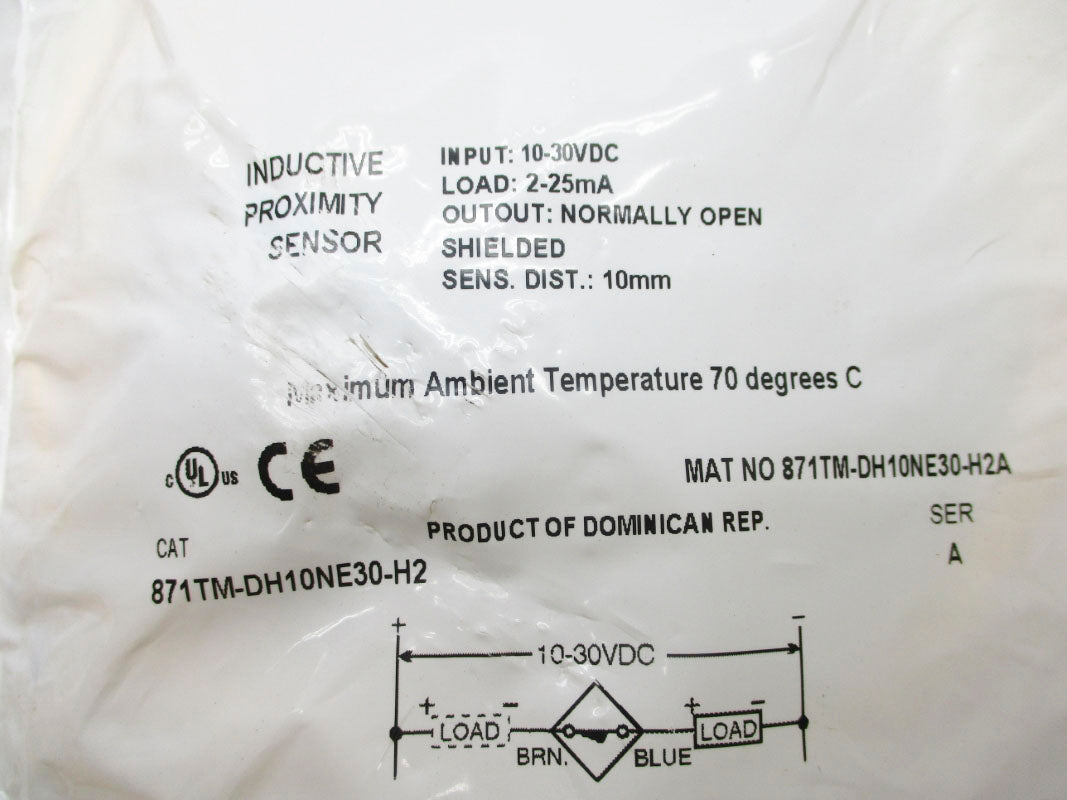 INDUCTIVE
PROXIMITY
SENSOR
INPUT: 10-30VDC
LOAD: 2-25mA
OUTOUT: NORMALLY OPEN
SHIELDED
SENS. DIST.: 10mm
Maximum Ambient Temperature 70 degrees C
C UL US CE
MAT NO 871TM-DH10NE30-H2A
PRODUCT OF DOMINICAN REP.
SER
A
CAT
871TM-DH10NE30-H2
+ -
10-30VDC
+ - + -
LOAD LOAD
BRN. BLUE